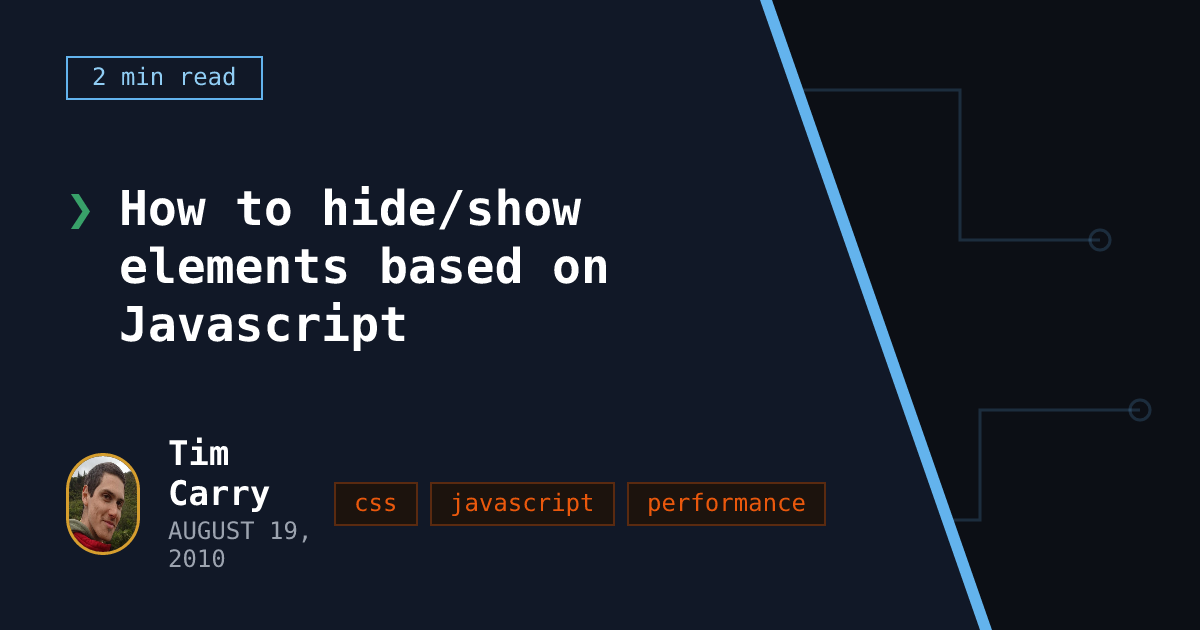 2 min read
❯ How to hide/show
elements based on
Javascript
Tim
Carry
AUGUST 19,
2010
css javascript performance